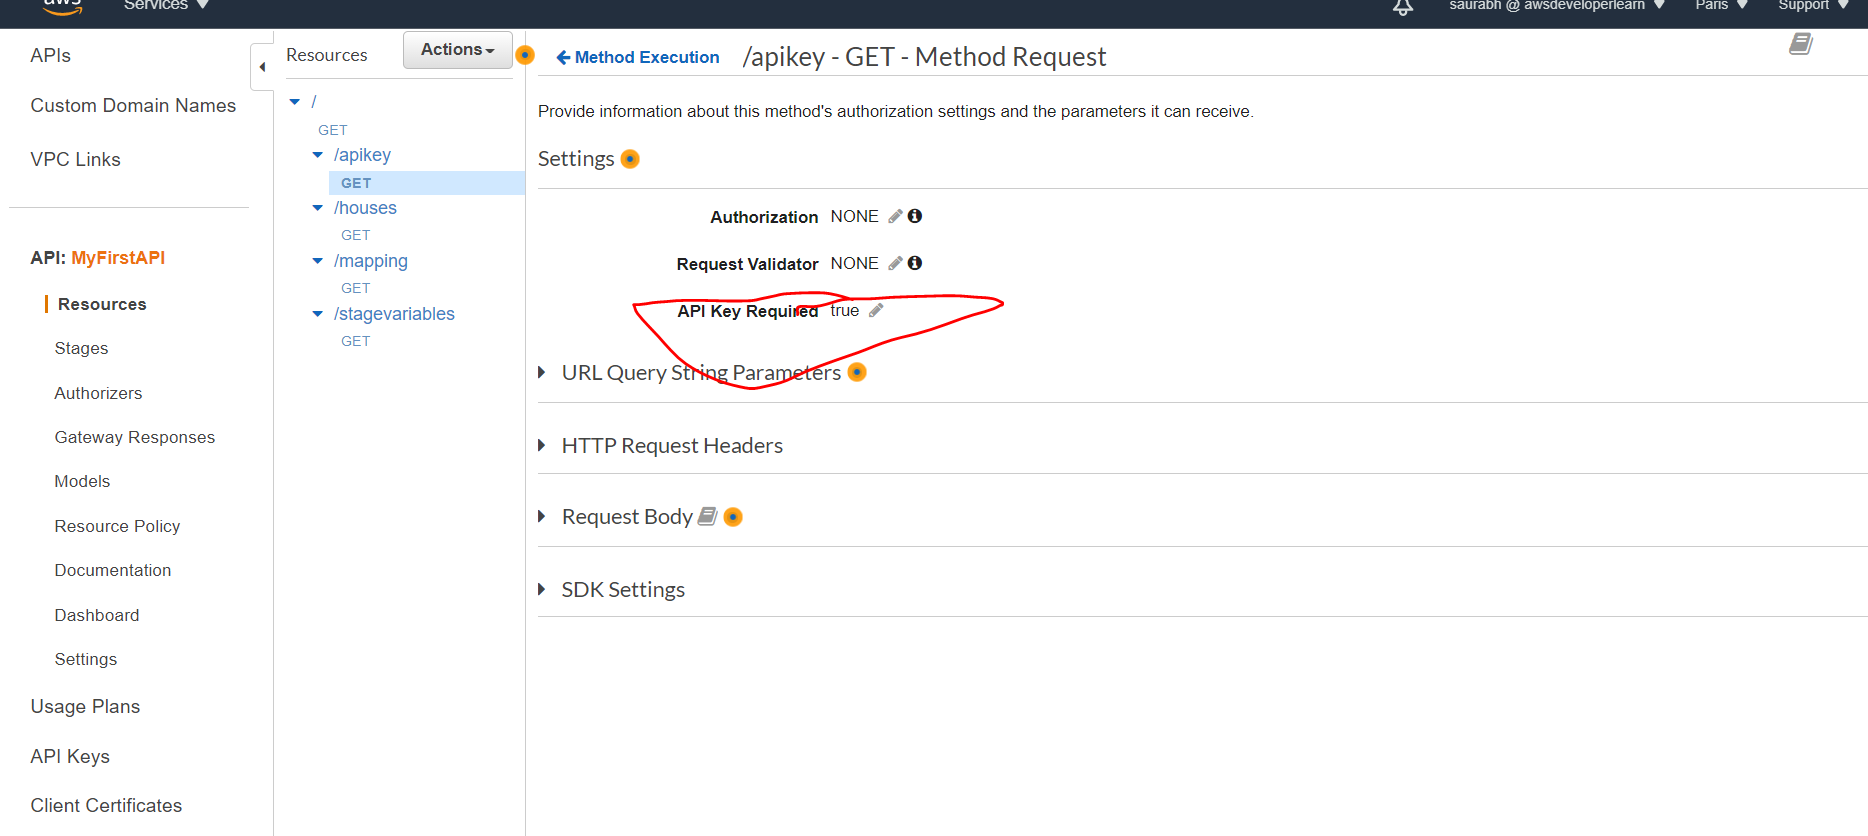 aws Services saurabh @ awsdeveloperlearn Paris Support
APIs
Custom Domain Names
VPC Links
API: MyFirstAPI
Resources
Stages
Authorizers
Gateway Responses
Models
Resource Policy
Documentation
Dashboard
Settings
Usage Plans
API Keys
Client Certificates
Resources Actions
/
GET
/apikey
GET
/houses
GET
/mapping
GET
/stagevariables
GET
Method Execution /apikey - GET - Method Request
Provide information about this method's authorization settings and the parameters it can receive.
Settings
Authorization NONE
Request Validator NONE
API Key Required true
URL Query String Parameters
HTTP Request Headers
Request Body
SDK Settings